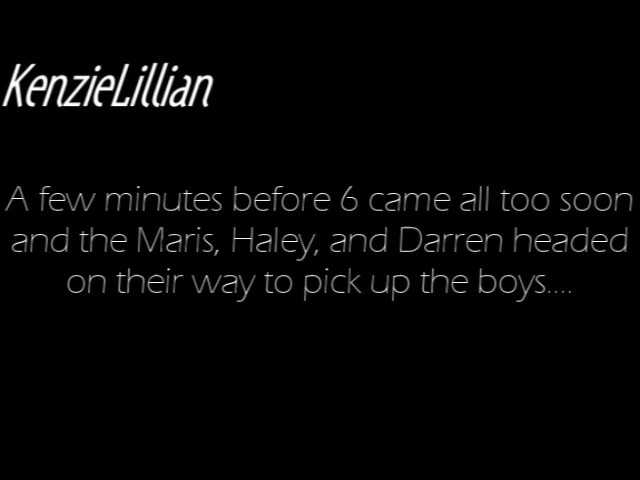 KenzieLillian
A few minutes before 6 came all too soon
and the Maris, Haley, and Darren headed
on their way to pick up the boys....